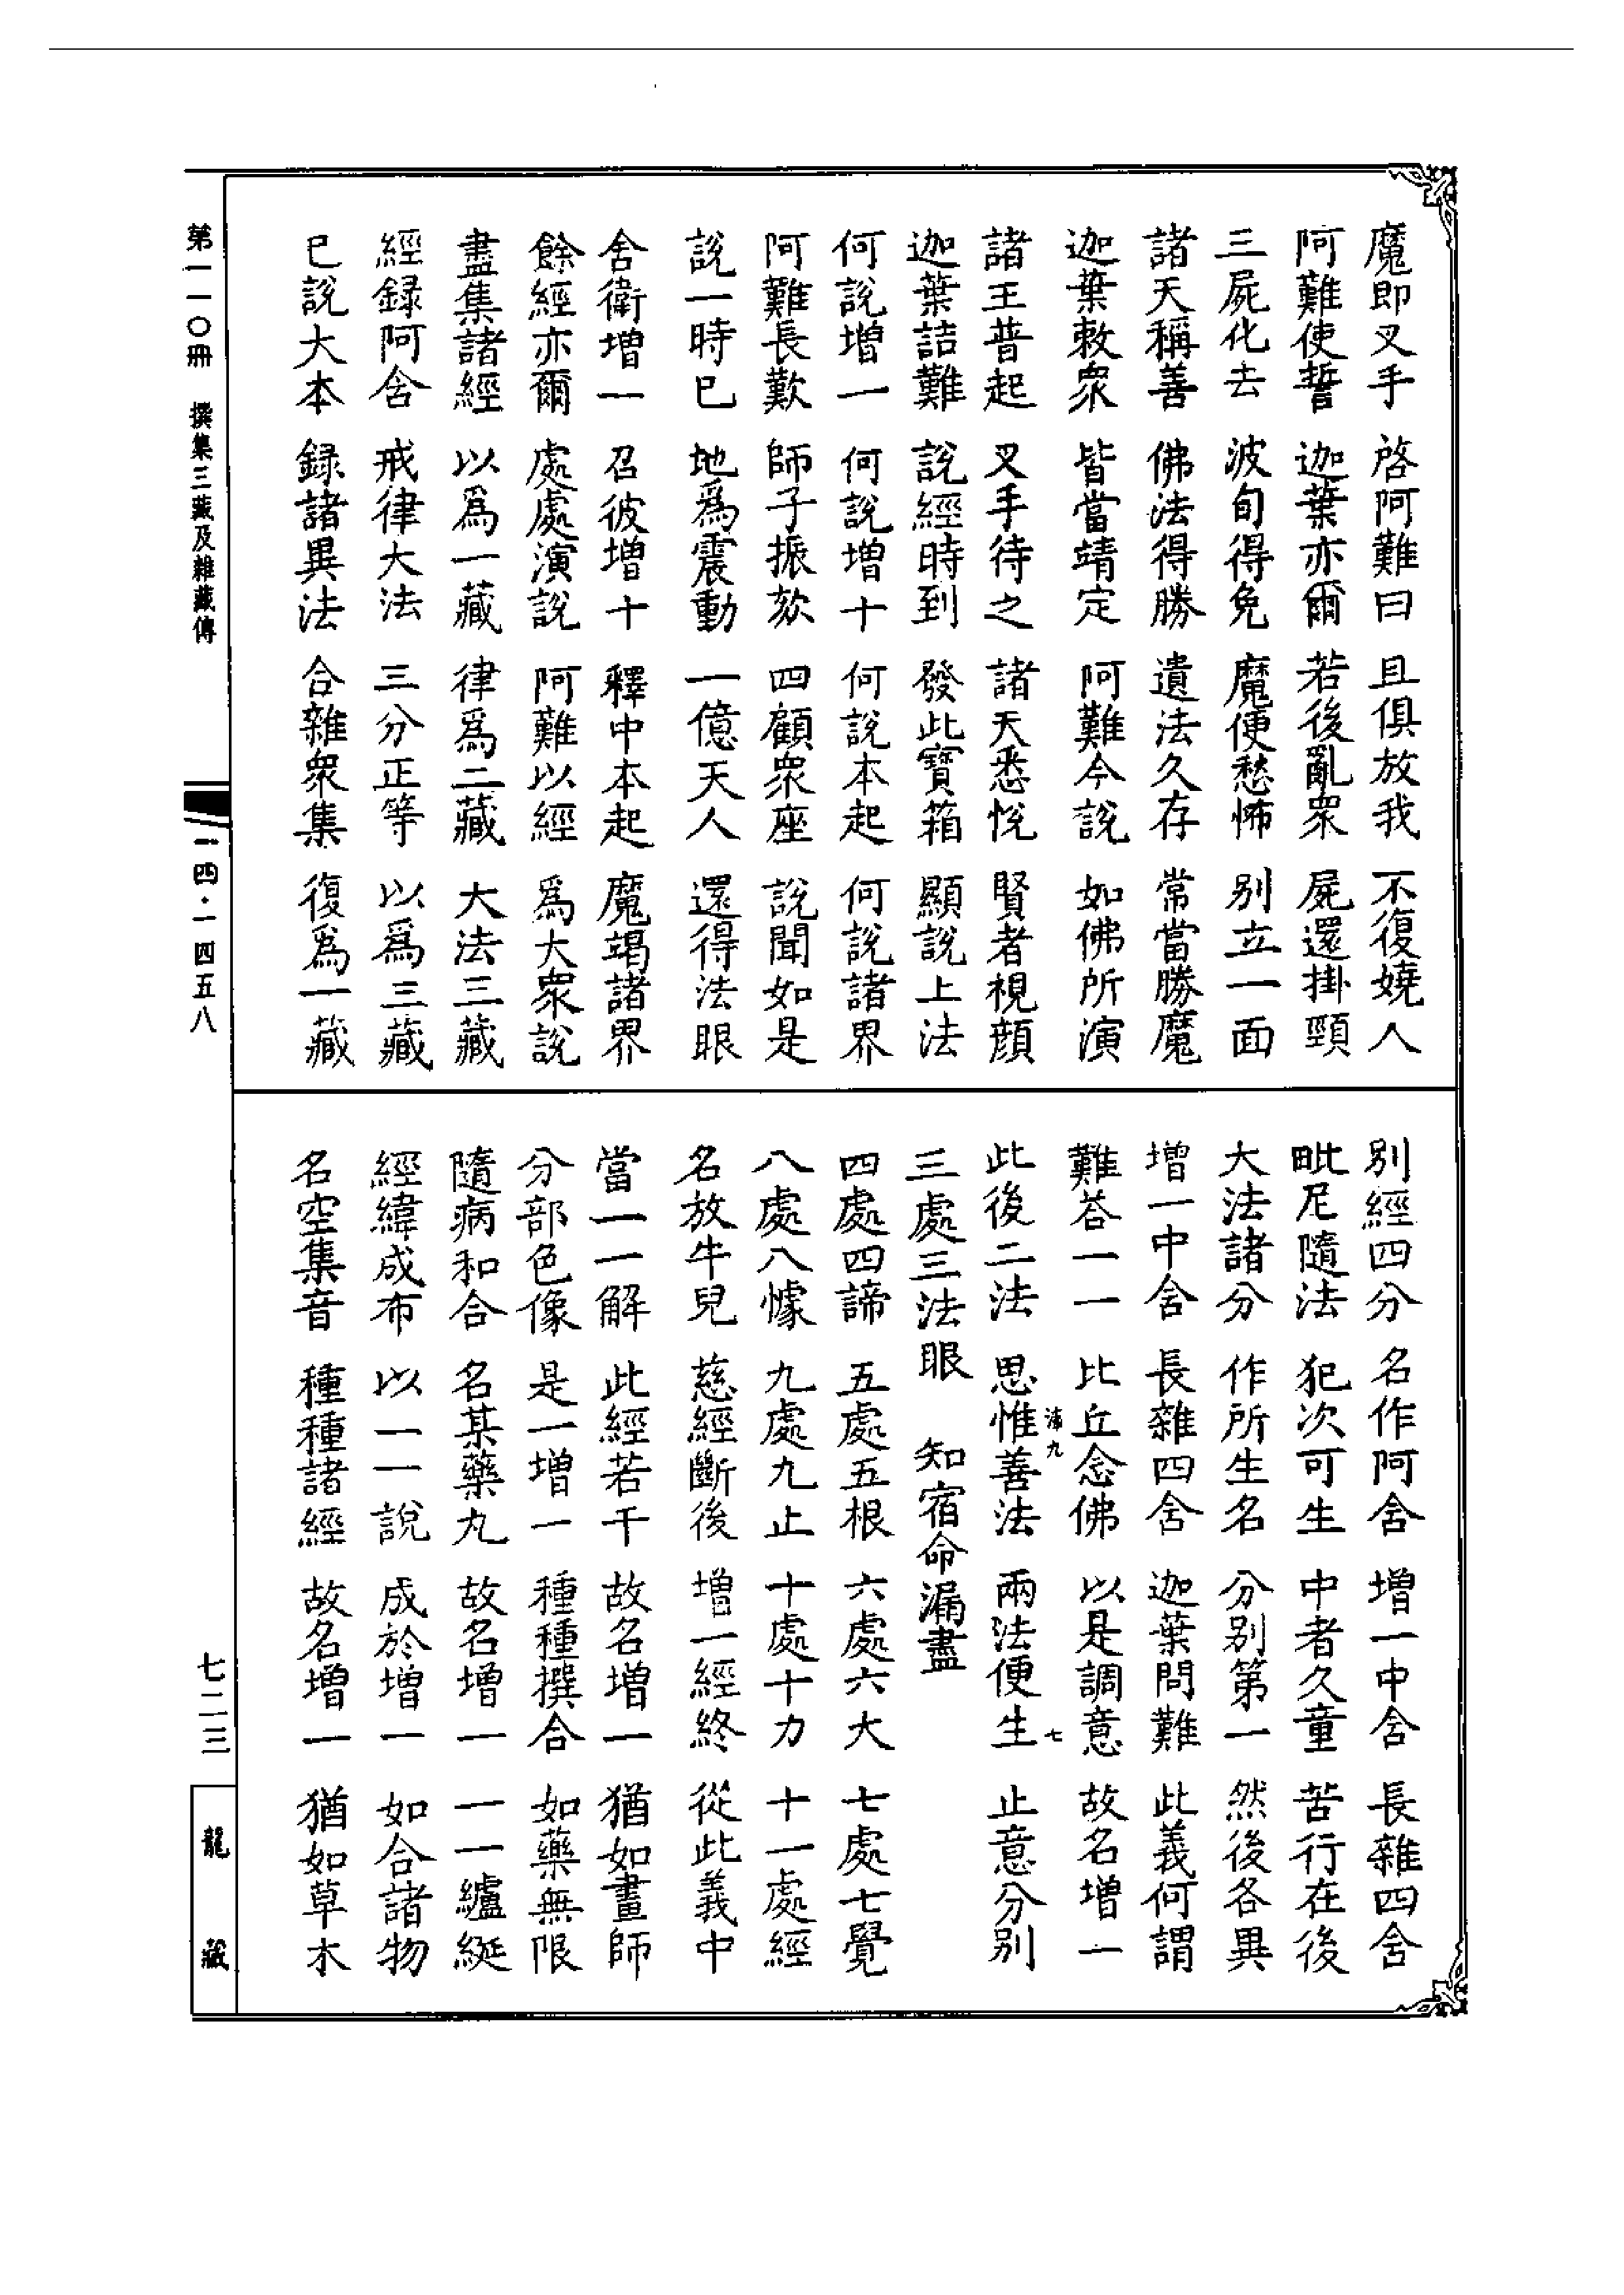 魔即叉手　啓阿難曰　且俱放我　不復嬈人
阿難使誓　迦葉亦爾　若後亂衆　屍還掛頸
三屍化去　波旬得免　魔便愁怖　別立一面
諸天稱善　佛法得勝　遺法久存　常當勝魔
迦葉敕衆　皆當靖定　阿難今說　如佛所演
諸王普起　叉手待之　諸天悉悅　賢者視顔
迦葉詰難　說經時到　發此寶箱　顯說上法
何說增一　何說增十　何說本起　何說諸界
阿難長歎　師子振欬　四顧衆座　說聞如是
說一時已　地爲震動　一億天人　還得法眼
舍衛增一　召彼增十　釋中本起　魔竭諸界
餘經亦爾　處處演說　阿難以經　爲大衆說
盡集諸經　以爲一藏　律爲二藏　大法三藏
經録阿含　戒律大法　三分正等　以爲三藏
已說大本　録諸異法　合雜衆集　復爲一藏
別經四分　名作阿含　增一中含　長雜四含
毗尼隨法　犯次可生　中者久童　苦行在後
大法諸分　作所生名　分別第一　然後各異
增一中含　長雜四含　迦葉問難　此義何謂
難荅一一　比丘念佛　以是調意　故名增一
溥九　七
此後二法　思惟善法　兩法便生　止意分別
三處三法眼　知宿命漏盡
四處四諦　五處五根　六處六大　七處七覺
八處八懅　九處九止　十處十力　十一處經
名放牛兒　慈經斷後　增一經終　從此義中
當一一解　此經若干　故名增一　猶如畫師
分部色像　是一增一　種種撰合　如藥無限
隨病和合　名某藥丸　故名增一　一一纑綖
經緯成布　以一一說　成於增一　如合諸物
名空集音　種種諸經　故名增一　猶如草木
第一一〇冊　撰集三藏及雜藏傳
一四·一四五八
七二三
龍藏